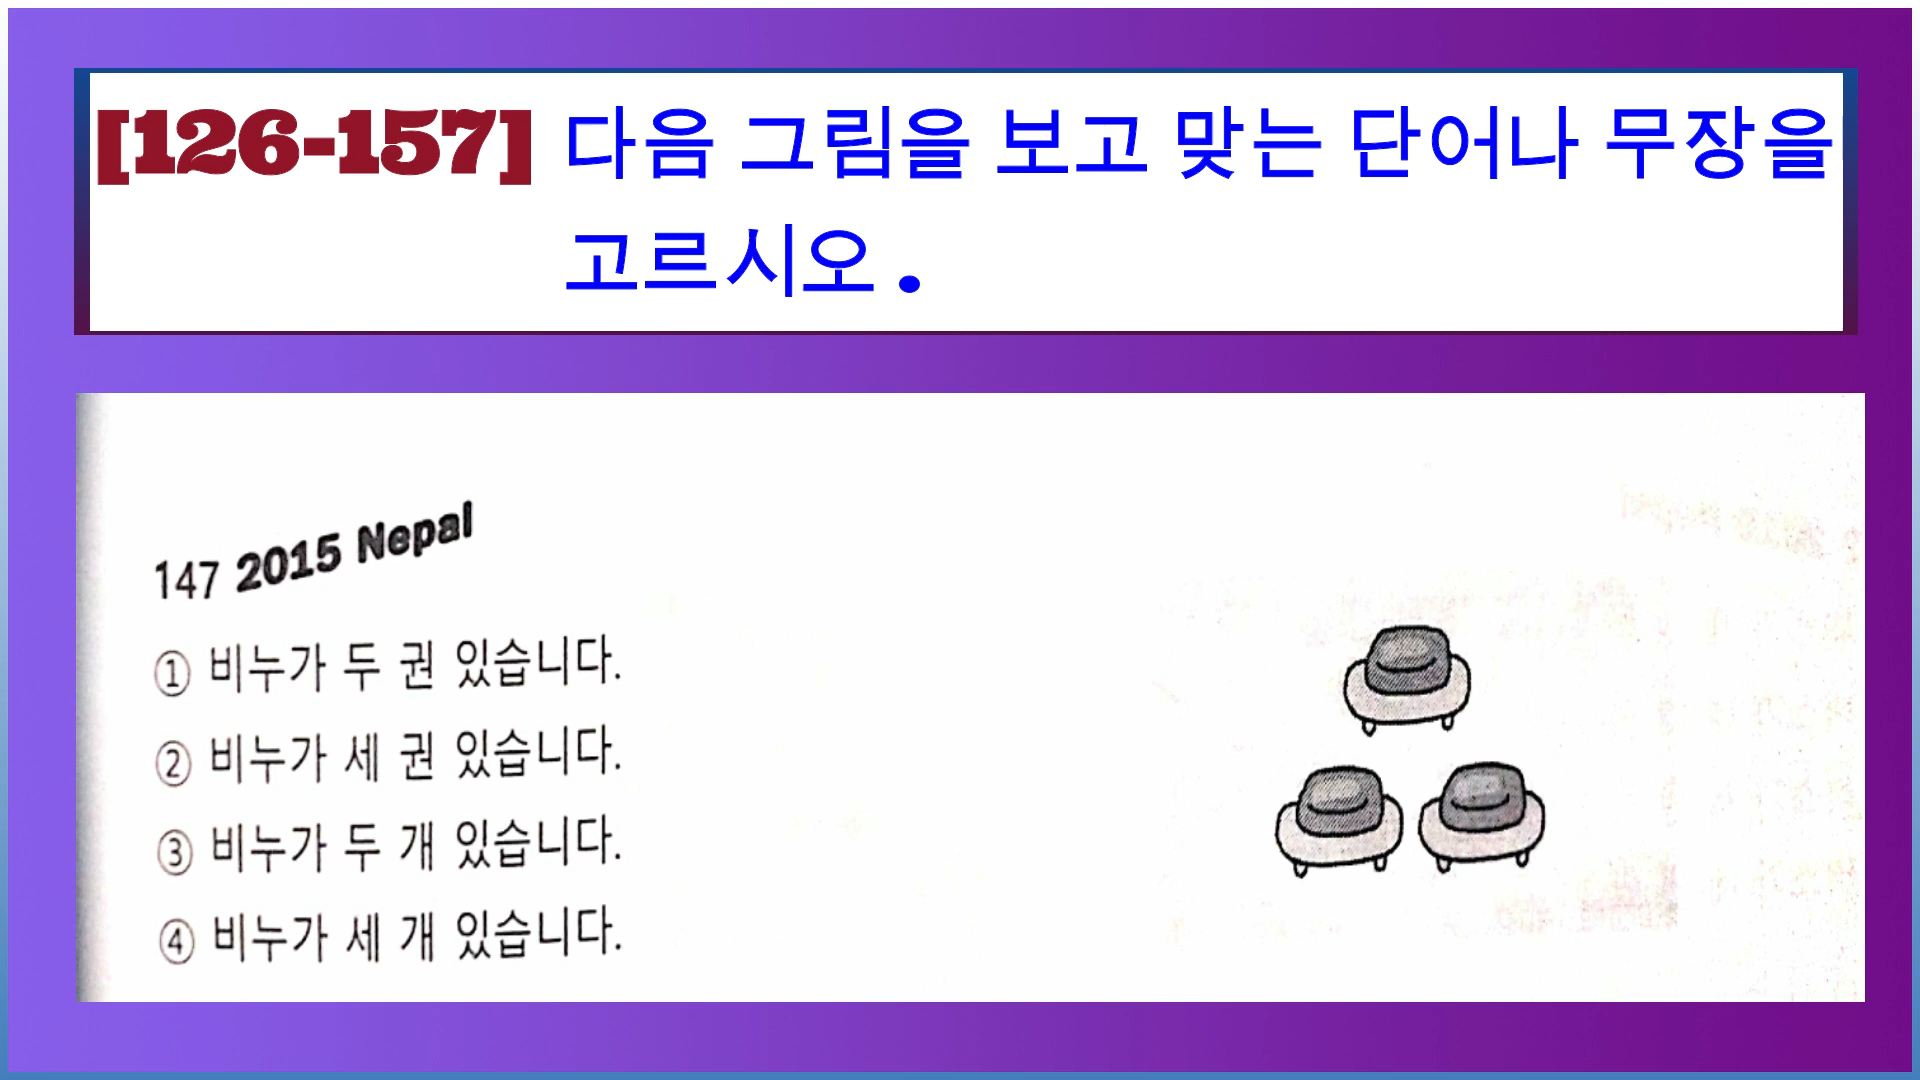 [126-157] 다음 그림을 보고 맞는 단어나 무장을
고르시오.
147 2015 Nepal
① 비누가 두 권 있습니다.
② 비누가 세 권 있습니다.
③ 비누가 두 개 있습니다.
④ 비누가 세 개 있습니다.